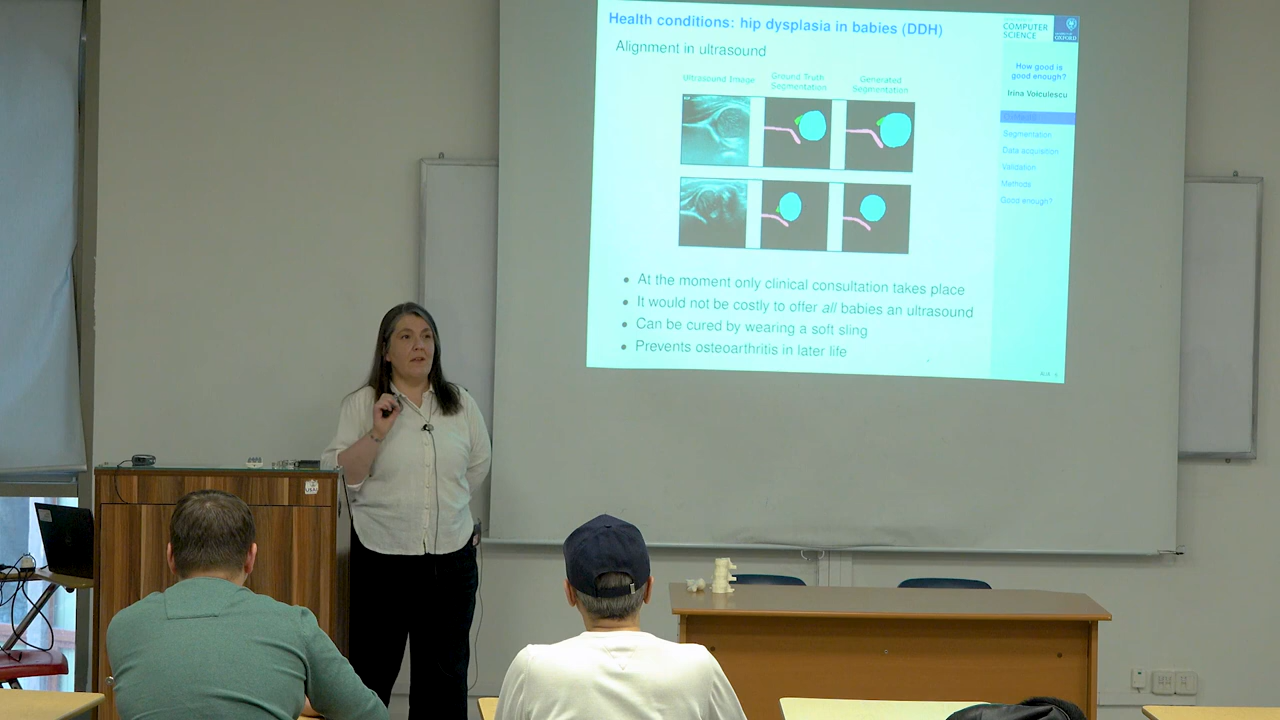 Health conditions: hip dysplasia in babies (DDH)
Alignment in ultrasound
Ultrasound Image
Ground Truth
Segmentation
Generated
Segmentation
At the moment only clinical consultation takes place
It would not be costly to offer all babies an ultrasound
Can be cured by wearing a soft sling
Prevents osteoarthritis in later life
COMPUTER
SCIENCE
OXFORD
How good is
good enough?
Irina Voiculescu
Segmentation
Data acquisition
Validation
Methods
Good enough?